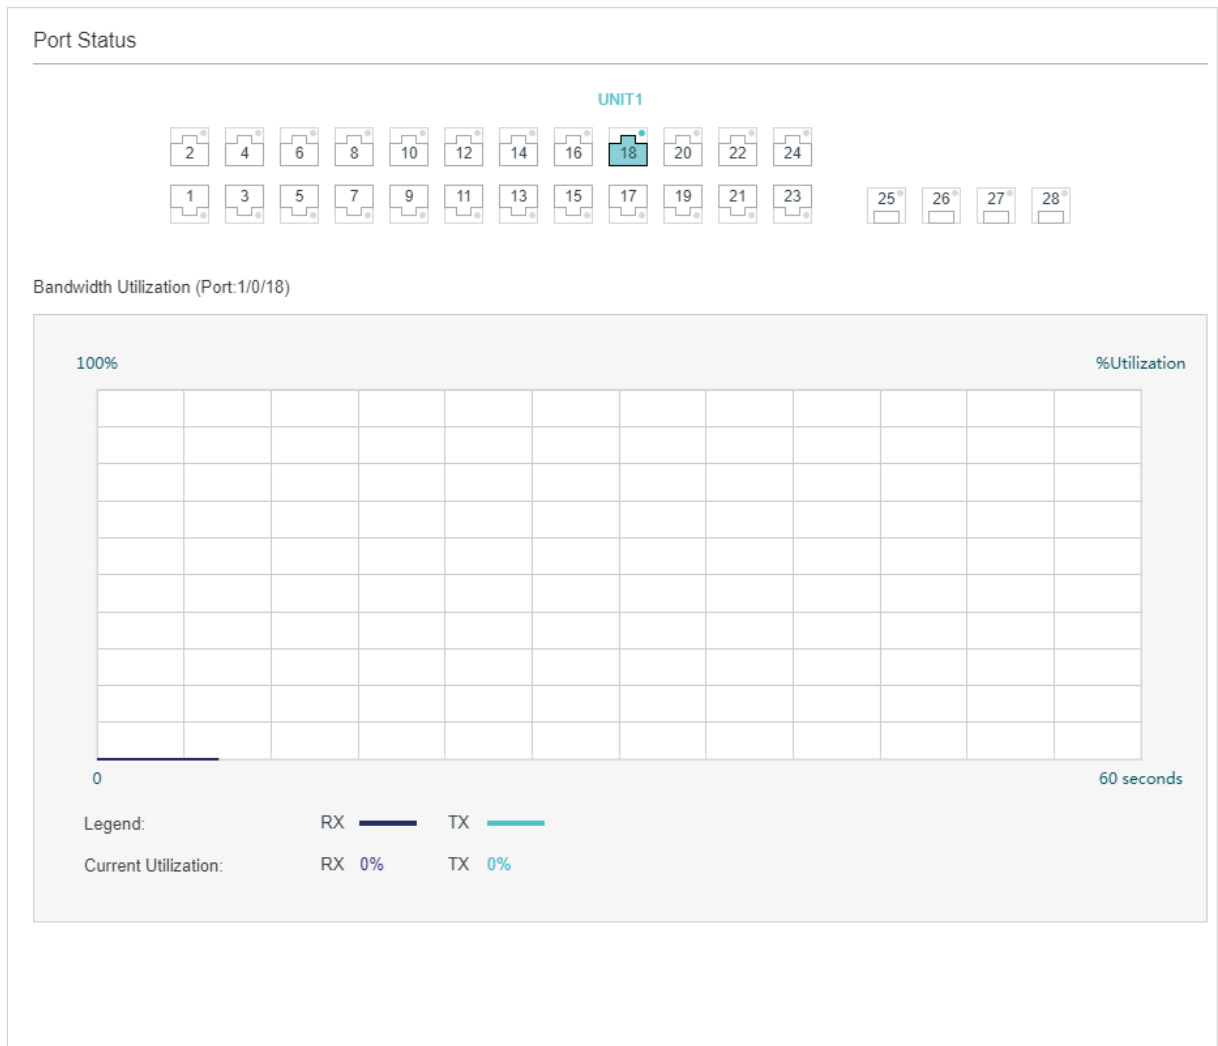 Port Status
UNIT1
2 4 6 8 10 12 14 16 18 20 22 24
1 3 5 7 9 11 13 15 17 19 21 23 25 26 27 28
Bandwidth Utilization (Port:1/0/18)
100% %Utilization
0 60 seconds
Legend: RX TX
Current Utilization: RX 0% TX 0%